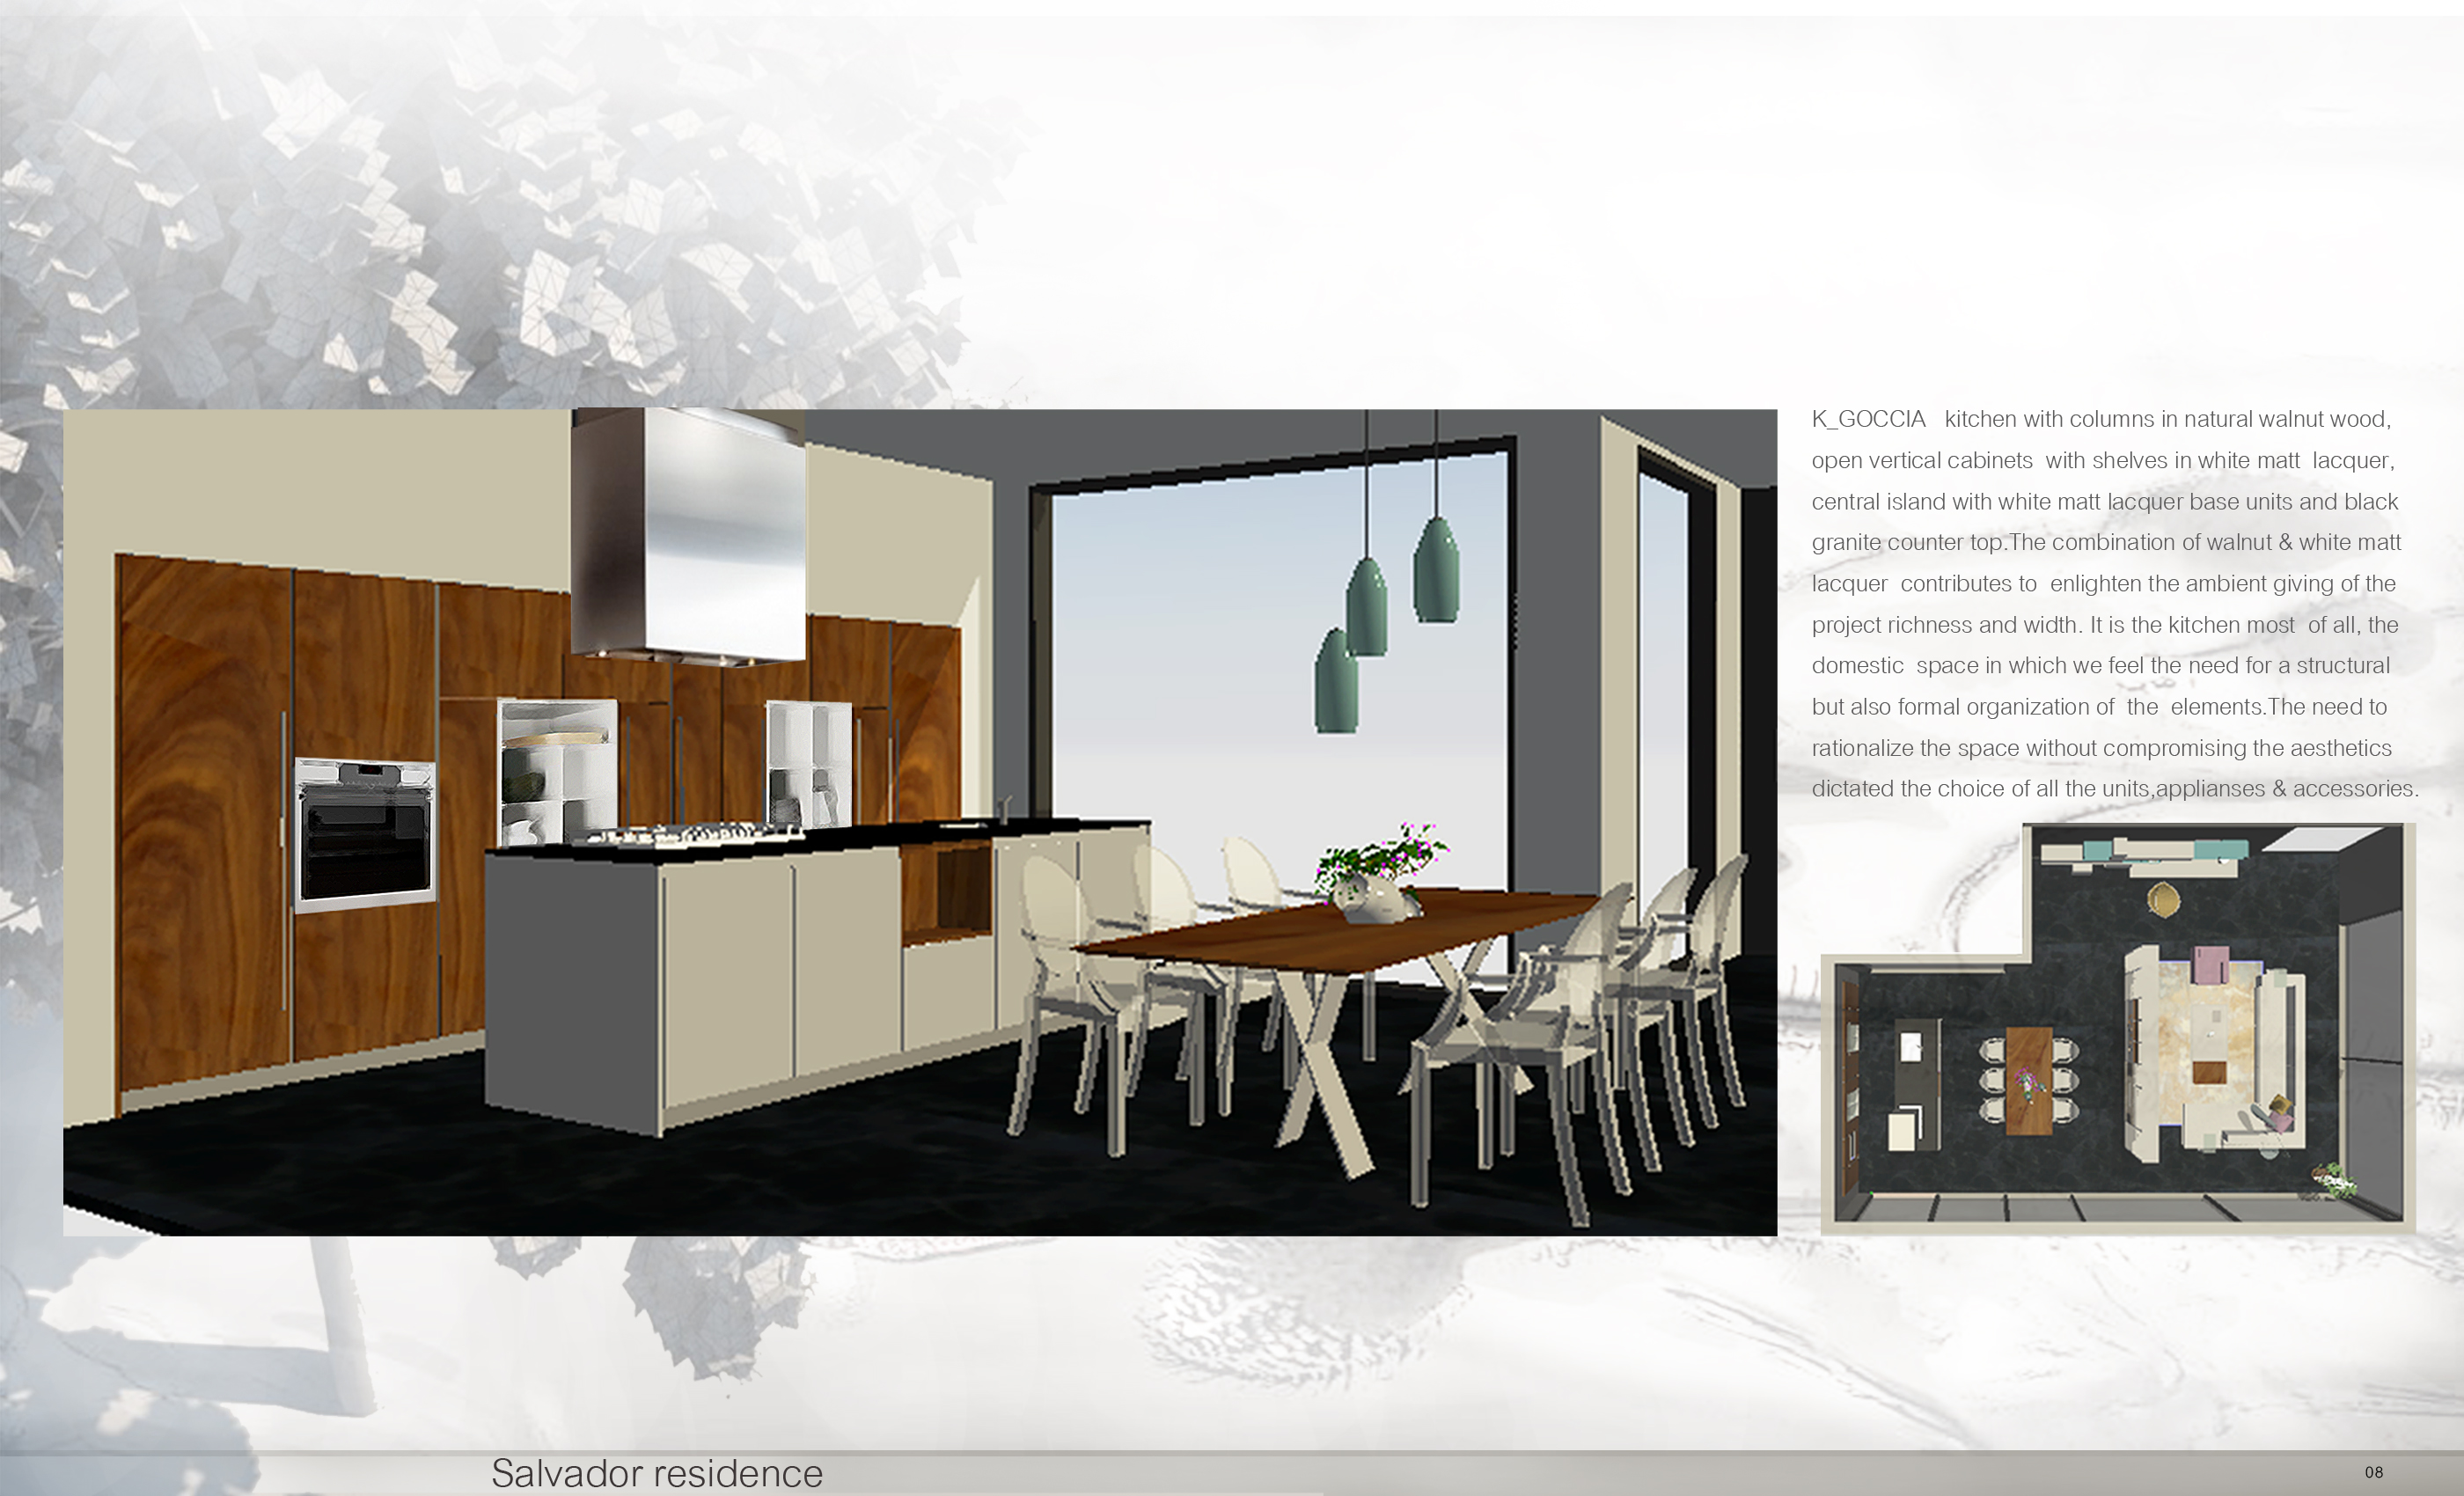 K_GOCCIA   kitchen with columns in natural walnut wood,
open vertical cabinets  with shelves in white matt  lacquer,
central island with white matt lacquer base units and black
granite counter top.The combination of walnut & white matt
lacquer  contributes to  enlighten the ambient giving of the
project richness and width. It is the kitchen most  of all, the
domestic  space in which we feel the need for a structural
but also formal organization of  the  elements.The need to
rationalize the space without compromising the aesthetics
dictated the choice of all the units,applianses & accessories.
Salvador residence
08